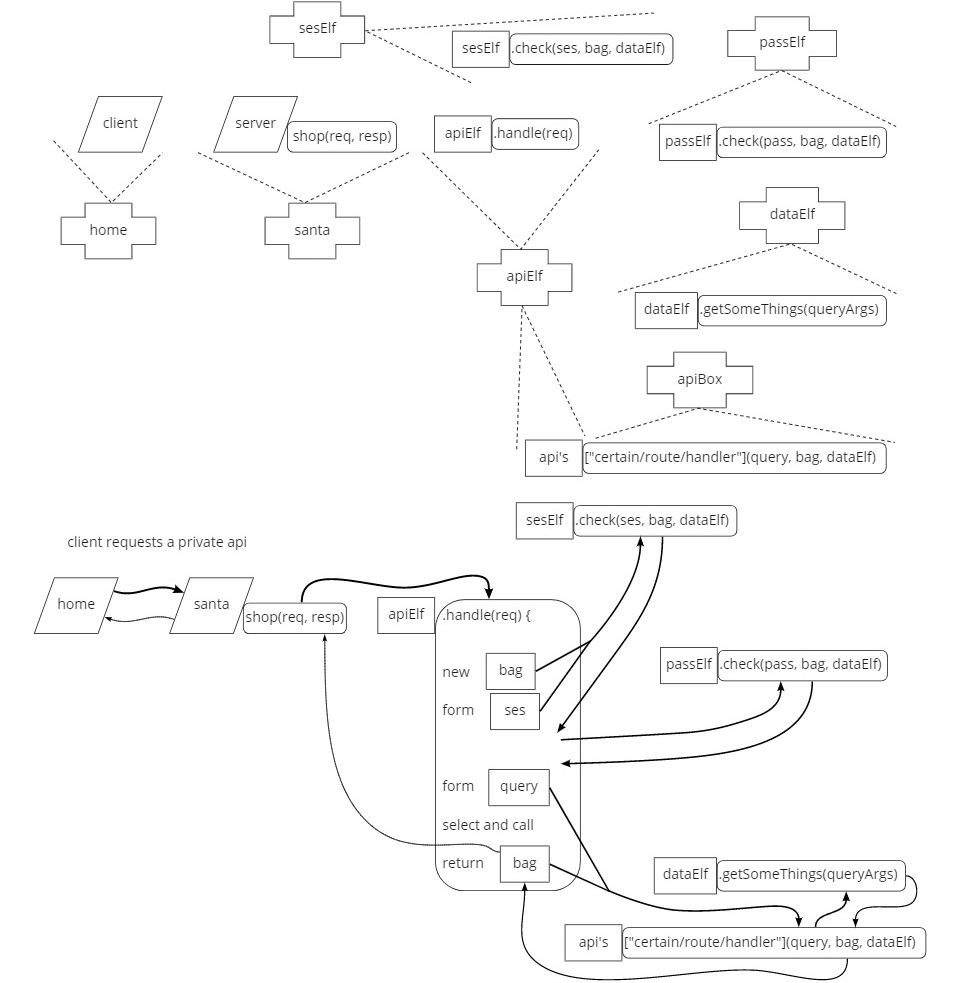 sesElf
sesElf .check(ses, bag, dataElf)
passElf
client
server
shop(req, resp)
apiElf .handle(req)
passElf .check(pass, bag, dataElf)
home
santa
dataElf
apiElf
dataElf .getSomeThings(queryArgs)
apiBox
api's ["certain/route/handler"](query, bag, dataElf)
sesElf .check(ses, bag, dataElf)
client requests a private api
home
santa
shop(req, resp)
apiElf .handle(req) {
new bag
passElf .check(pass, bag, dataElf)
form ses
form query
select and call
return bag
dataElf .getSomeThings(queryArgs)
api's ["certain/route/handler"](query, bag, dataElf)